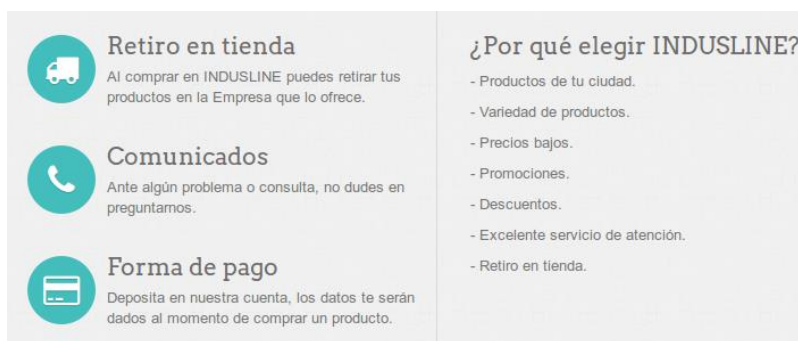 Retiro en tienda
Al comprar en INDUSLINE puedes retirar tus
productos en la Empresa que lo ofrece.
Comunicados
Ante algún problema o consulta, no dudes en
preguntarnos.
Forma de pago
Deposita en nuestra cuenta, los datos te serán
dados al momento de comprar un producto.
¿Por qué elegir INDUSLINE?
- Productos de tu ciudad.
- Variedad de productos.
- Precios bajos.
- Promociones.
- Descuentos.
- Excelente servicio de atención.
- Retiro en tienda.